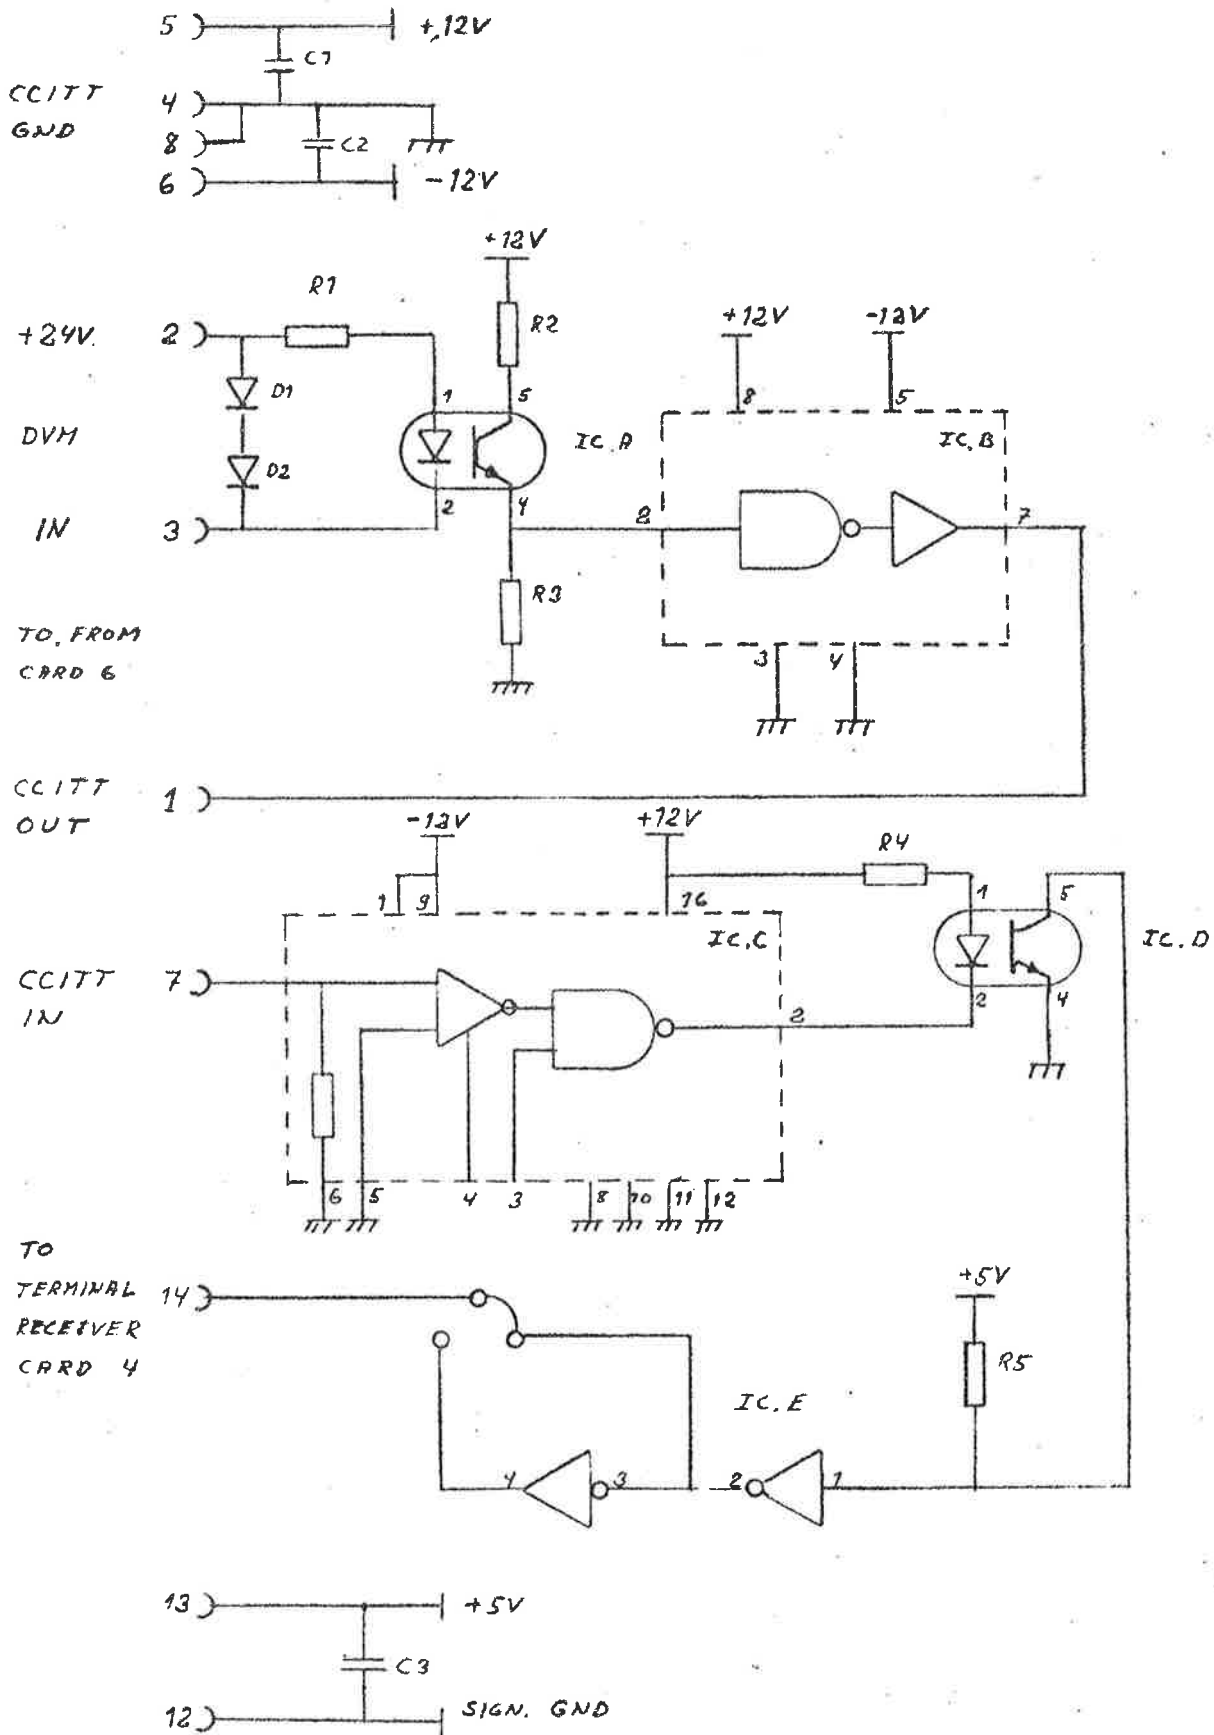 5 +12V
C1
CCITT 4
GND
8 C2
6 -12V
+12V
R1
+24V. 2 R2 +12V -12V
D1 1 5 8 5
DVM IC.A IC.B
D2 2 4
IN 3 2 7
R3
TO, FROM 3 4
CARD 6
CCITT 1
OUT -12V +12V R4
1 9 16 1 5
IC.C IC.D
CCITT 7
IN 2 4
2
6 5 4 3 8 10 11 12
TO
TERMINAL 14 +5V
RECEIVER
CARD 4 R5
IC.E
4 3 2 1
13 +5V
C3
12 SIGN. GND